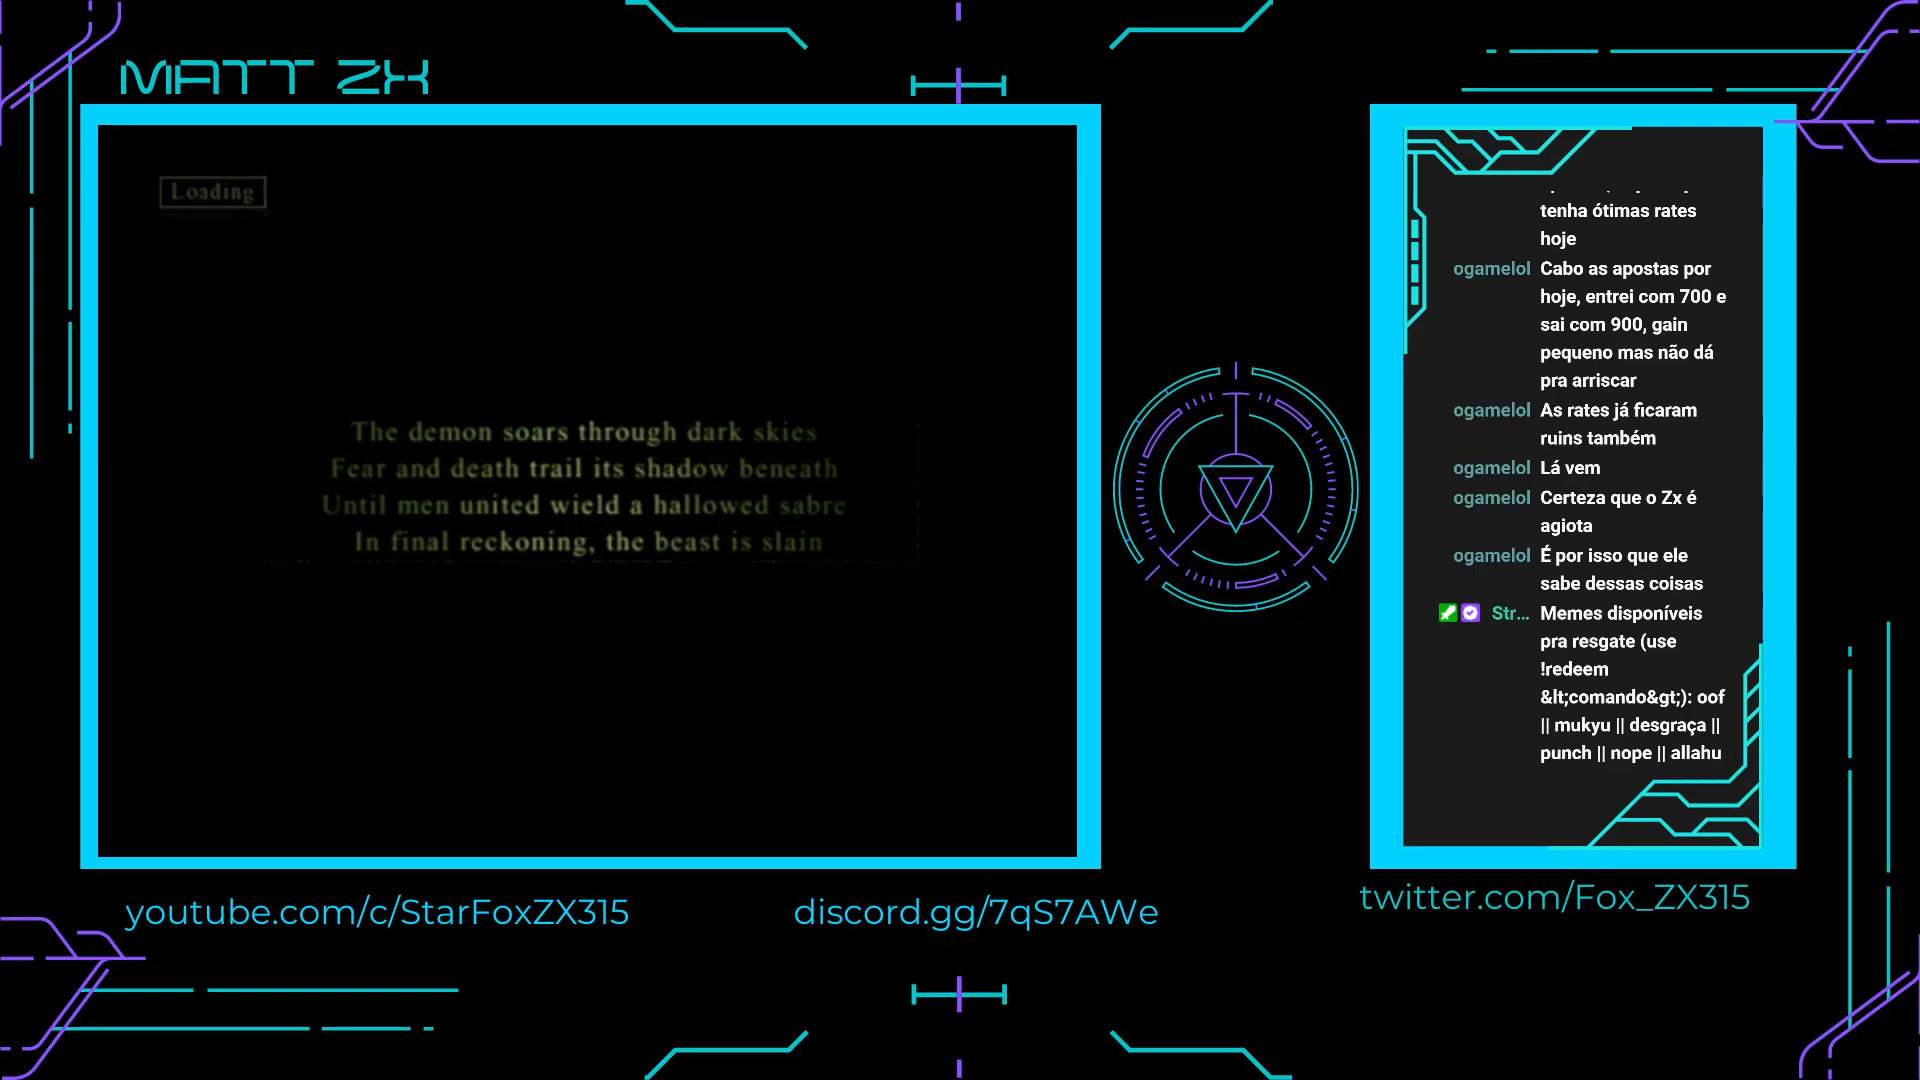 MATT ZX
Loading
The demon soars through dark skies
Fear and death trail its shadow beneath
Until men united wield a hallowed sabre
In final reckoning, the beast is slain
tenha ótimas rates
hoje
ogamelol Cabo as apostas por
hoje, entrei com 700 e
sai com 900, gain
pequeno mas não dá
pra arriscar
ogamelol As rates já ficaram
ruins também
ogamelol Lá vem
ogamelol Certeza que o Zx é
agiota
ogamelol É por isso que ele
sabe dessas coisas
Str... Memes disponíveis
pra resgate (use
!redeem
&lt;comando&gt;): oof
|| mukyu || desgraça ||
punch || nope || allahu
youtube.com/c/StarFoxZX315
discord.gg/7qS7AWe
twitter.com/Fox_ZX315